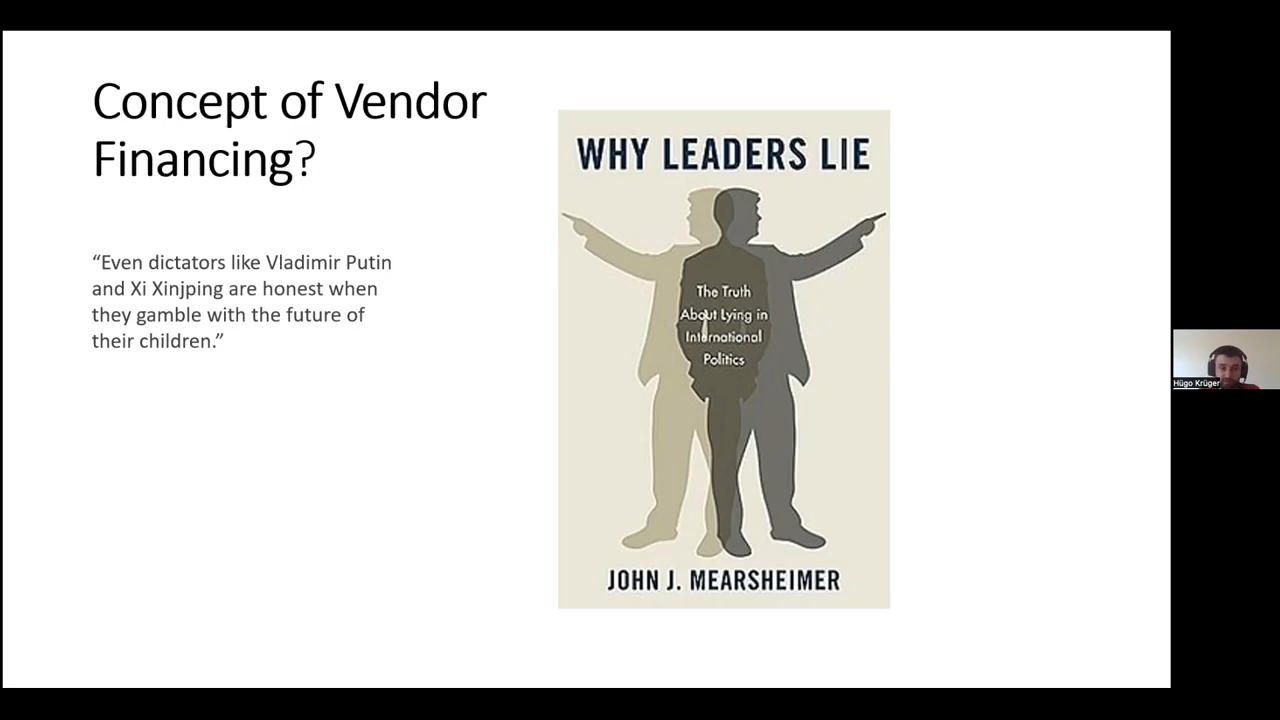 Concept of Vendor
Financing?
“Even dictators like Vladimir Putin
and Xi Xinjping are honest when
they gamble with the future of
their children.”
WHY LEADERS LIE
The Truth
About Lying in
International
Politics
JOHN J. MEARSHEIMER
Hügo Krüger